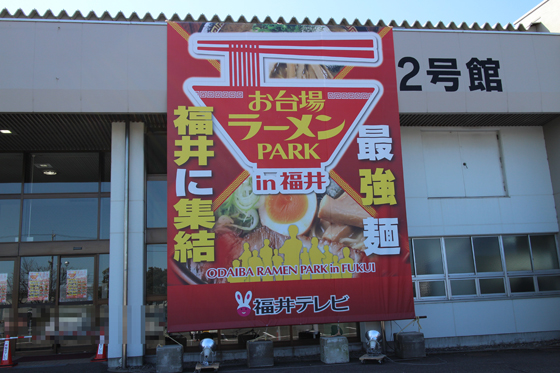 2号館
お台場
ラーメン
PARK
in 福井
最強麺
福井に集結
ODAIBA RAMEN PARK in FUKUI
福井テレビ